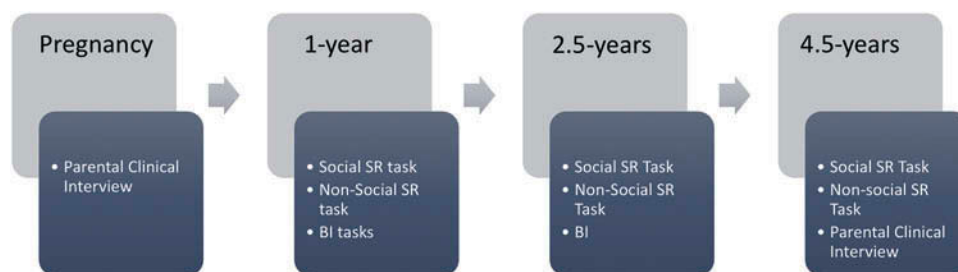 Pregnancy
• Parental Clinical
Interview
1-year
• Social SR task
• Non-Social SR
task
• BI tasks
2.5-years
• Social SR Task
• Non-Social SR
Task
• BI
4.5-years
• Social SR Task
• Non-social SR
Task
• Parental Clinical
Interview